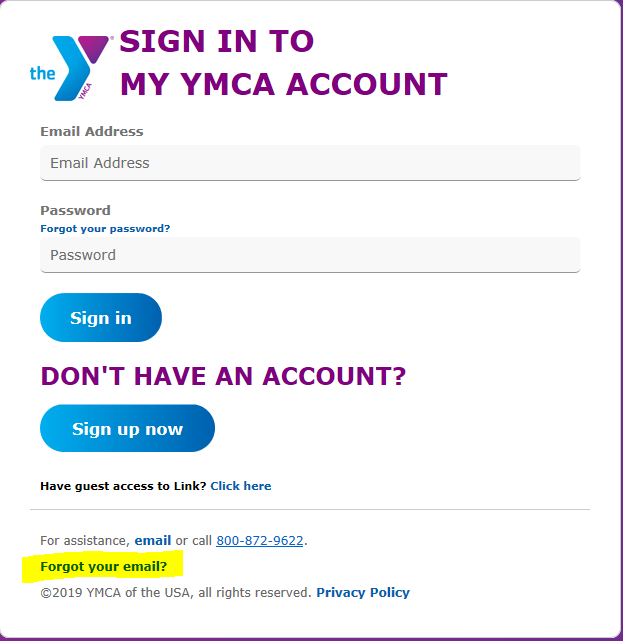 the
YMCA
®
SIGN IN TO
MY YMCA ACCOUNT
Email Address
Email Address
Password
Forgot your password?
Password
Sign in
DON'T HAVE AN ACCOUNT?
Sign up now
Have guest access to Link? Click here
For assistance, email or call 800-872-9622.
Forgot your email?
©2019 YMCA of the USA, all rights reserved. Privacy Policy